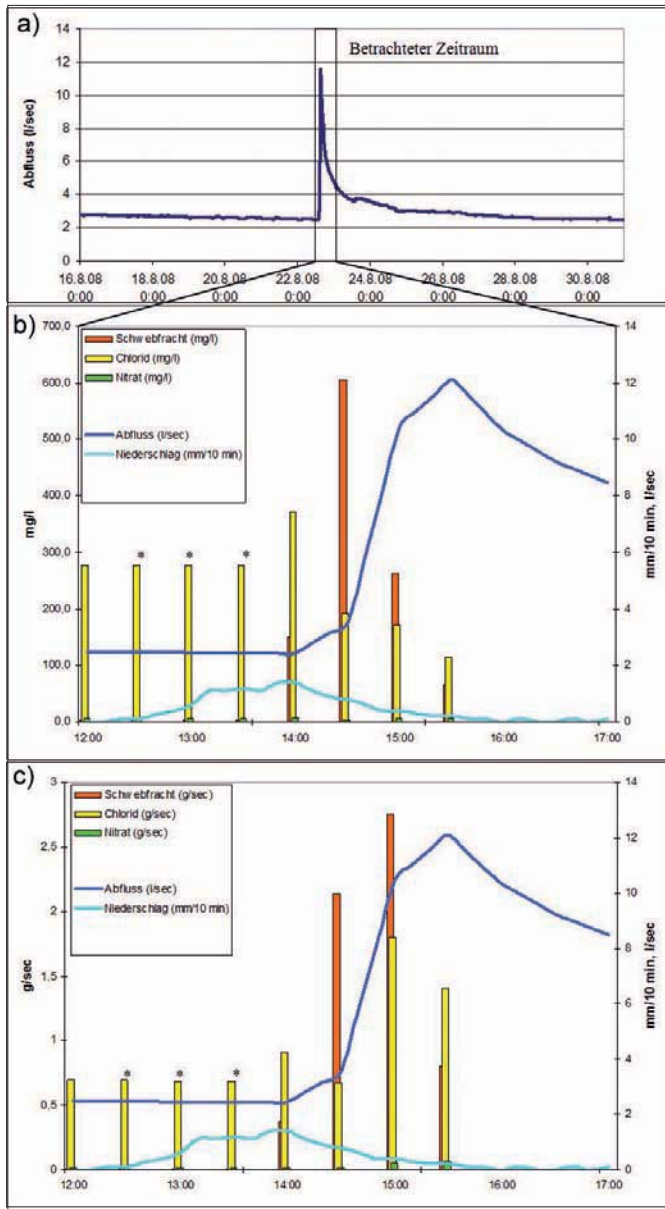 a)
Betrachteter Zeitraum
Abfluss (l/sec)
14
12
10
8
6
4
2
0
16.8.08 18.8.08 20.8.08 22.8.08 24.8.08 26.8.08 28.8.08 30.8.08
0:00 0:00 0:00 0:00 0:00 0:00 0:00 0:00
b)
Schwebfracht (mg/l)
Chlorid (mg/l)
Nitrat (mg/l)
Abfluss (l/sec)
Niederschlag (mm/10 min)
mg/l
700,0
600,0
500,0
400,0
300,0
200,0
100,0
0,0
* * *
14
12
10
8
6
4
2
0
mm/10 min, l/sec
12:00 13:00 14:00 15:00 16:00 17:00
c)
Schwebfracht (g/sec)
Chlorid (g/sec)
Nitrat (g/sec)
Abfluss (l/sec)
Niederschlag (mm/10 min)
g/sec
3
2,5
2
1,5
1
0,5
0
* * *
14
12
10
8
6
4
2
0
mm/10 min, l/sec
12:00 13:00 14:00 15:00 16:00 17:00